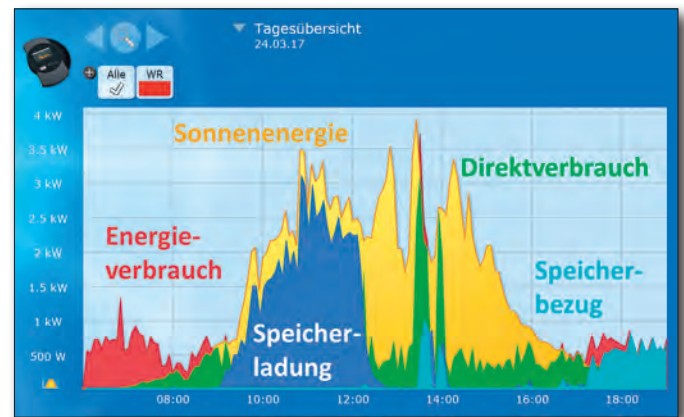 Tagesübersicht
24.03.17
Alle
WR
4 kW
3.5 kW
3 kW
2.5 kW
2 kW
1.5 kW
1 kW
500 W
Sonnenenergie
Direktverbrauch
Energie-
verbrauch
Speicher-
bezug
Speicher-
ladung
08:00
10:00
12:00
14:00
16:00
18:00